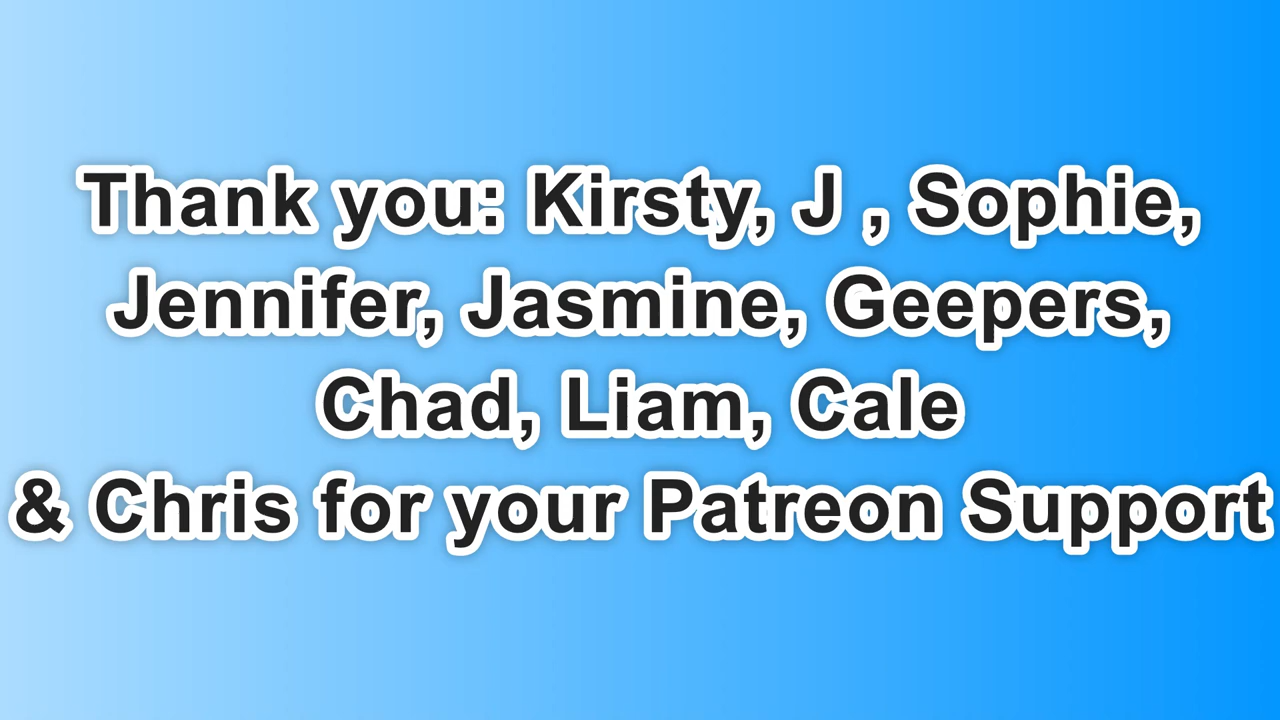 Thank you: Kirsty, J , Sophie,
Jennifer, Jasmine, Geepers,
Chad, Liam, Cale
& Chris for your Patreon Support